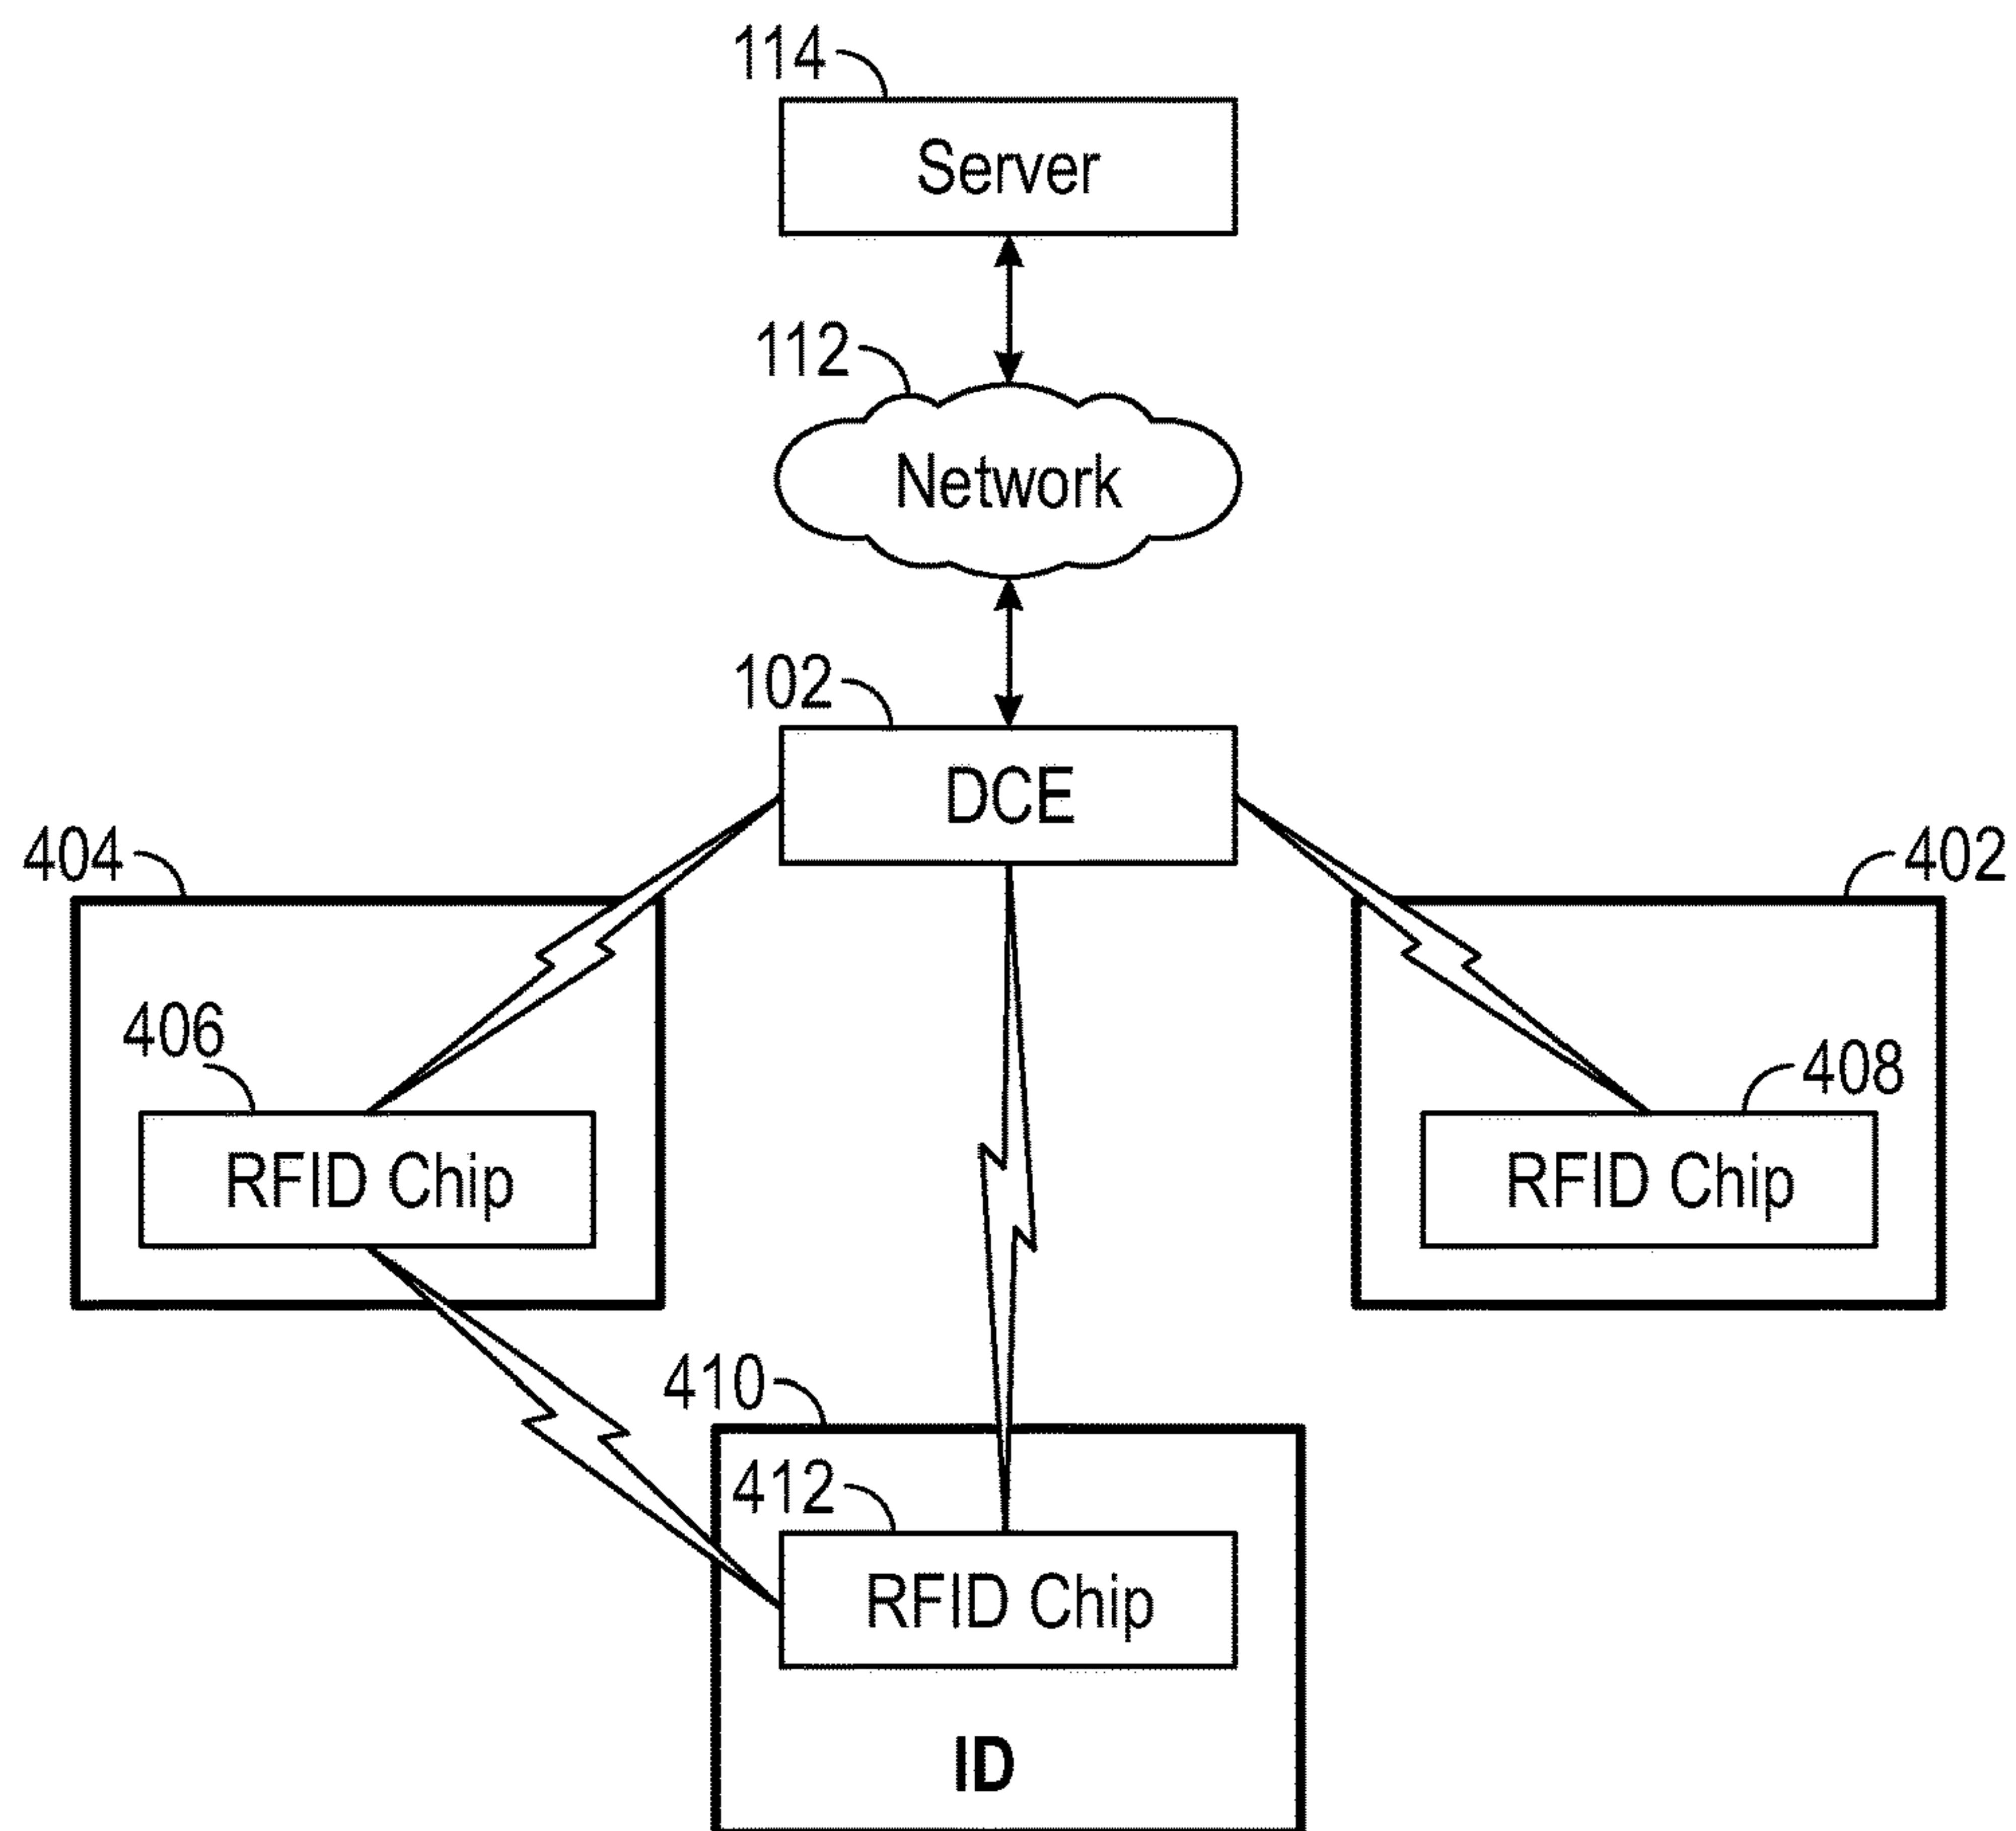 114
Server
112
Network
102
DCE
404
402
406
408
RFID Chip
RFID Chip
410
412
RFID Chip
ID